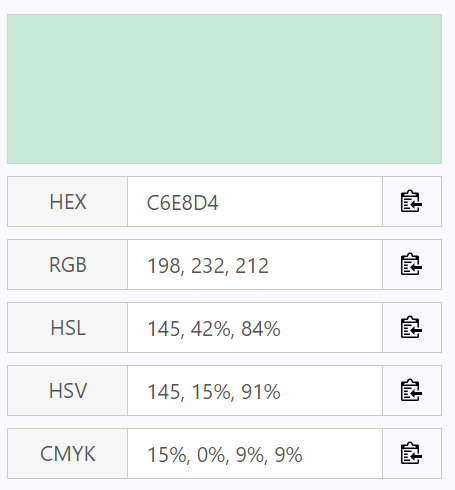 HEX C6E8D4
RGB 198, 232, 212
HSL 145, 42%, 84%
HSV 145, 15%, 91%
CMYK 15%, 0%, 9%, 9%